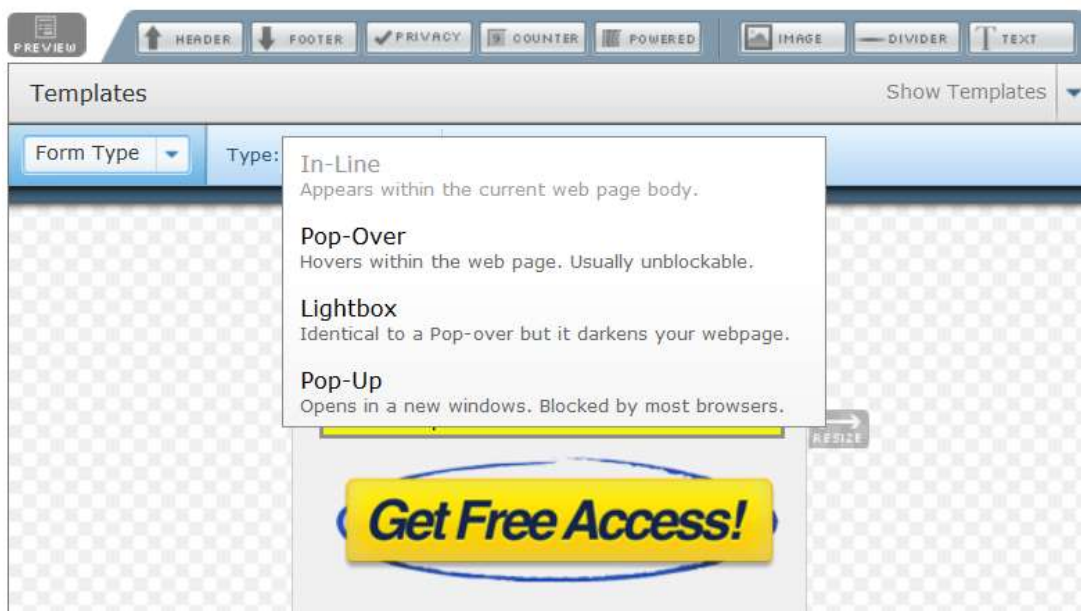 PREVIEW HEADER FOOTER PRIVACY COUNTER POWERED IMAGE DIVIDER TEXT
Templates Show Templates
Form Type Type:
In-Line
Appears within the current web page body.
Pop-Over
Hovers within the web page. Usually unblockable.
Lightbox
Identical to a Pop-over but it darkens your webpage.
Pop-Up
Opens in a new windows. Blocked by most browsers.
RESIZE
Get Free Access!